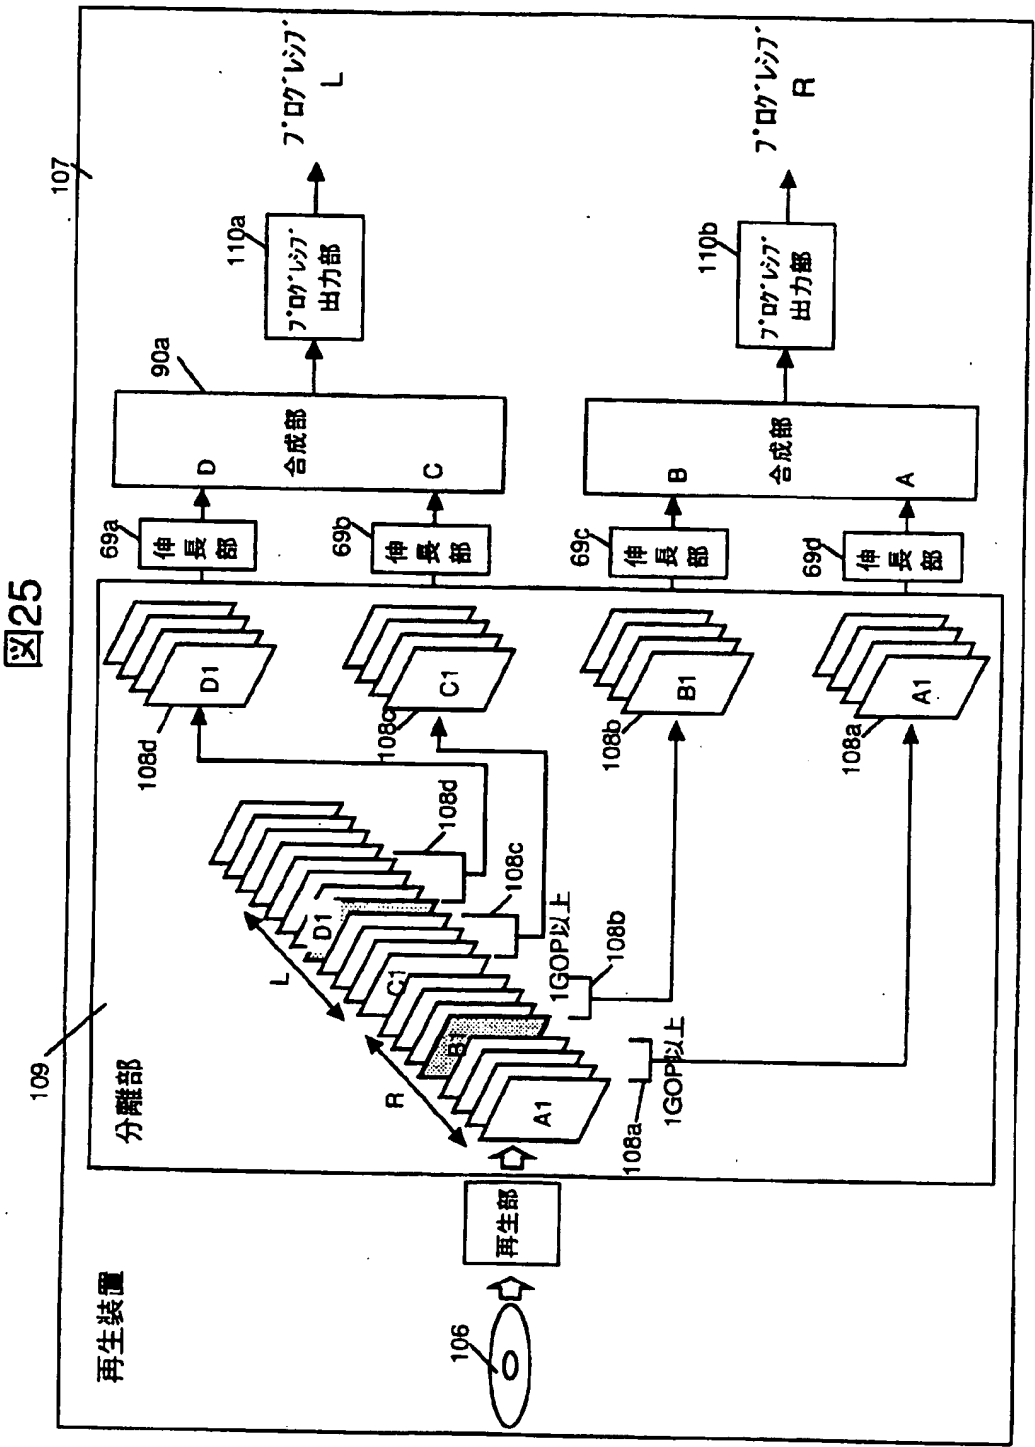 図25
107
再生装置
109
分離部
106
再生部
R
L
A1
B1
C1
D1
108a
1GOP以上
108b
1GOP以上
108c
108d
108d
D1
108c
C1
108b
B1
108a
A1
69a
伸長部
69b
伸長部
69c
伸長部
69d
伸長部
90a
D
合成部
C
B
合成部
A
110a
プログレシブ
出力部
プログレシブ
L
110b
プログレシブ
出力部
プログレシブ
R